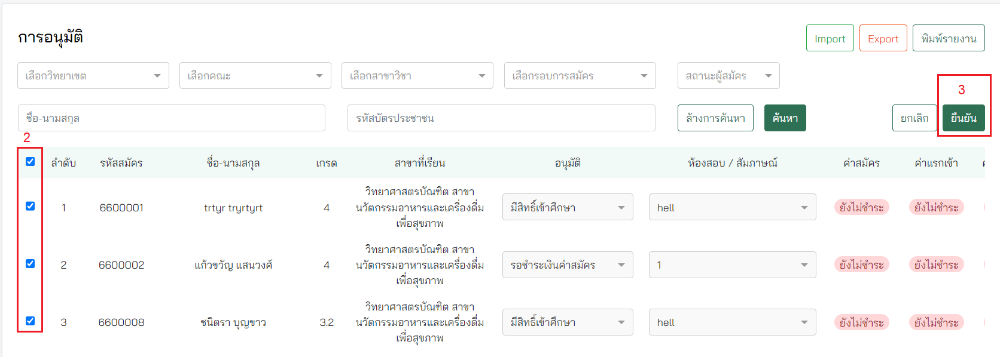 การอนุมัติ
Import
Export
พิมพ์รายงาน
เลือกวิทยาเขต
เลือกคณะ
เลือกสาขาวิชา
เลือกรอบการสมัคร
สถานะผู้สมัคร
3
ชื่อ-นามสกุล
รหัสบัตรประชาชน
ล้างการค้นหา
ค้นหา
ยกเลิก
ยืนยัน
2
ลำดับ
รหัสสมัคร
ชื่อ-นามสกุล
เกรด
สาขาที่เรียน
อนุมัติ
ห้องสอบ / สัมภาษณ์
ค่าสมัคร
ค่าแรกเข้า
1
6600001
trtyr tryrtyrt
4
วิทยาศาสตรบัณฑิต สาขา
นวัตกรรมอาหารและเครื่องดื่ม
เพื่อสุขภาพ
มีสิทธิ์เข้าศึกษา
hell
ยังไม่ชำระ
ยังไม่ชำระ
2
6600002
แก้วขวัญ แสนวงศ์
4
วิทยาศาสตรบัณฑิต สาขา
นวัตกรรมอาหารและเครื่องดื่ม
เพื่อสุขภาพ
รอชำระเงินค่าสมัคร
1
ยังไม่ชำระ
ยังไม่ชำระ
3
6600008
ชนิตรา บุญขาว
3.2
วิทยาศาสตรบัณฑิต สาขา
นวัตกรรมอาหารและเครื่องดื่ม
เพื่อสุขภาพ
มีสิทธิ์เข้าศึกษา
hell
ยังไม่ชำระ
ยังไม่ชำระ